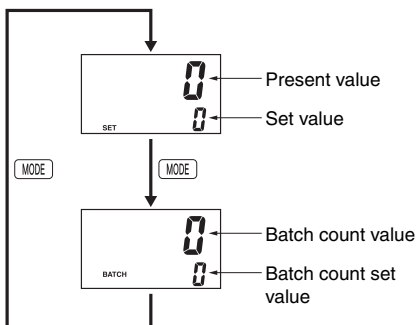 0
Present value
0
Set value
SET
MODE
MODE
0
Batch count value
BATCH
0
Batch count set
value